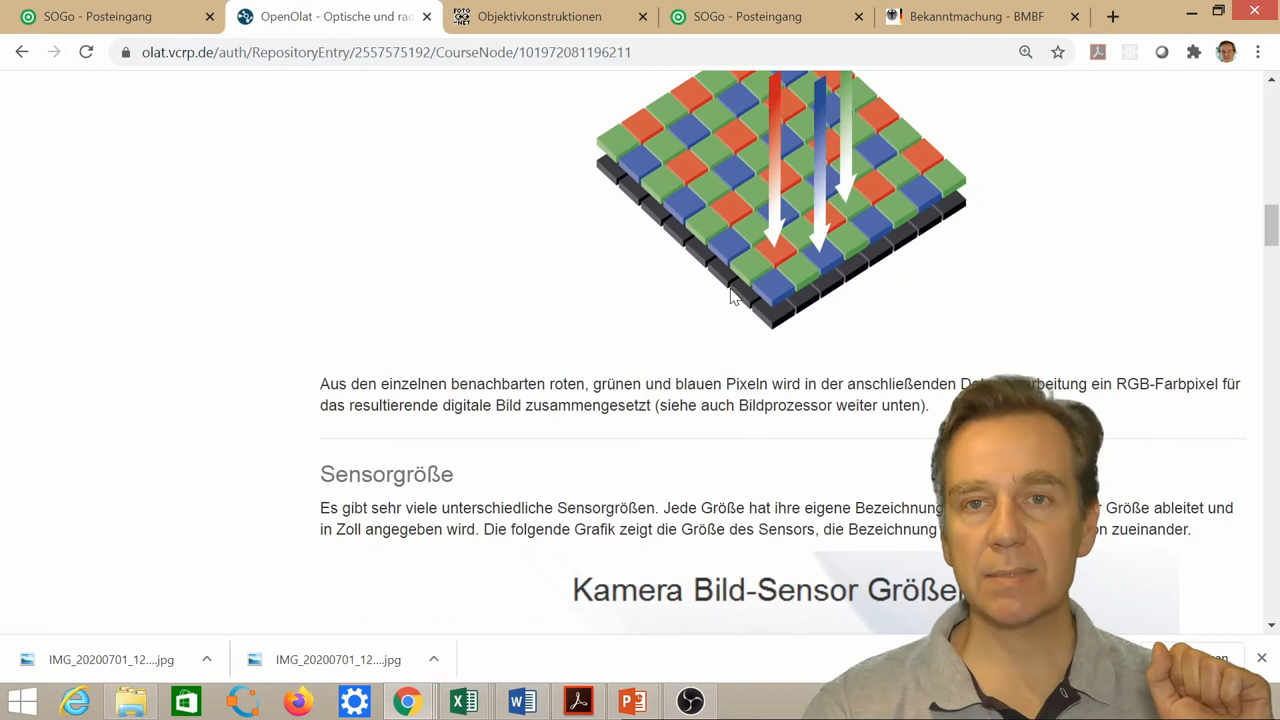 SOGo - Posteingang
OpenOlat - Optische und rad
Objektivkonstruktionen
SOGo - Posteingang
Bekanntmachung - BMBF
olat.vcrp.de/auth/RepositoryEntry/2557575192/CourseNode/101972081196211
Aus den einzelnen benachbarten roten, grünen und blauen Pixeln wird in der anschließenden ein RGB-Farbpixel für
das resultierende digitale Bild zusammengesetzt (siehe auch Bildprozessor weiter unten).
Sensorgröße
Es gibt sehr viele unterschiedliche Sensorgrößen. Jede Größe hat ihre eigene Bezeichnung Größe ableitet und
in Zoll angegeben wird. Die folgende Grafik zeigt die Größe des Sensors, die Bezeichnung zueinander.
Kamera Bild-Sensor Größe
IMG_20200701_12....jpg
IMG_20200701_12....jpg